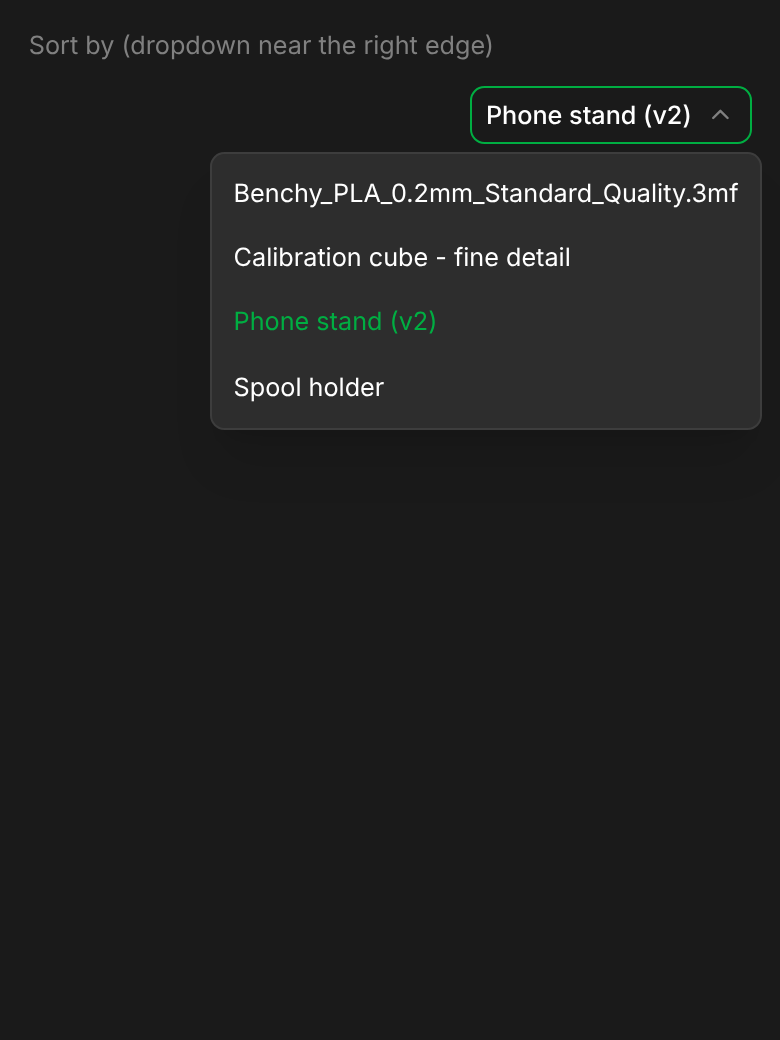 Sort by (dropdown near the right edge)
Phone stand (v2)
Benchy_PLA_0.2mm_Standard_Quality.3mf
Calibration cube - fine detail
Phone stand (v2)
Spool holder